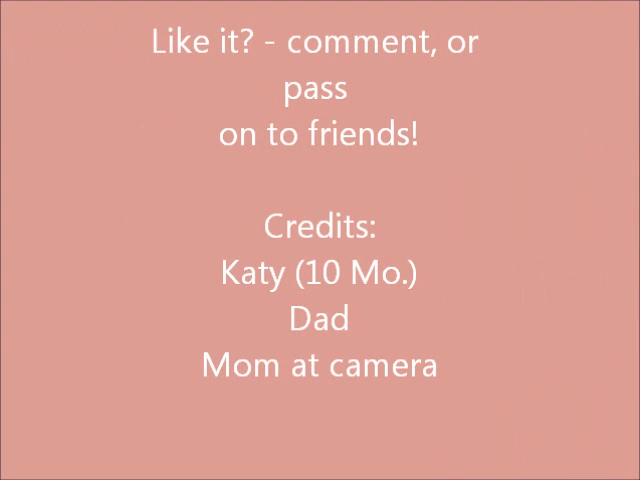 Like it? - comment, or
pass
on to friends!
Credits:
Katy (10 Mo.)
Dad
Mom at camera